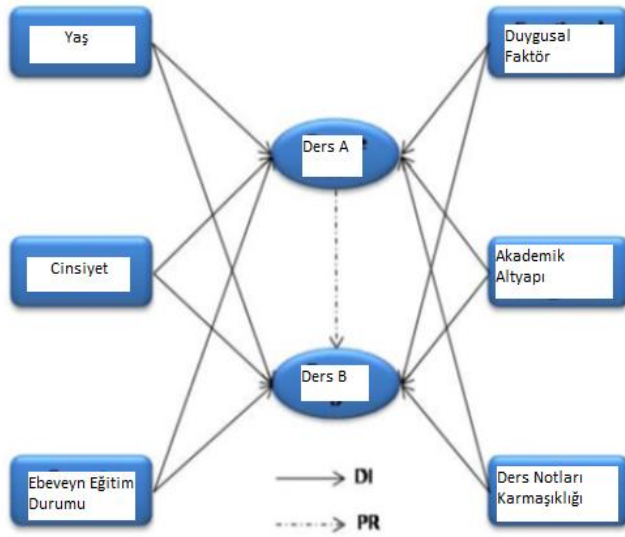 Yaş
Duygusal
Faktör
Ders A
Cinsiyet
Akademik
Altyapı
Ders B
Ebeveyn Eğitim
Durumu
Ders Notları
Karmaşıklığı
DI
PR